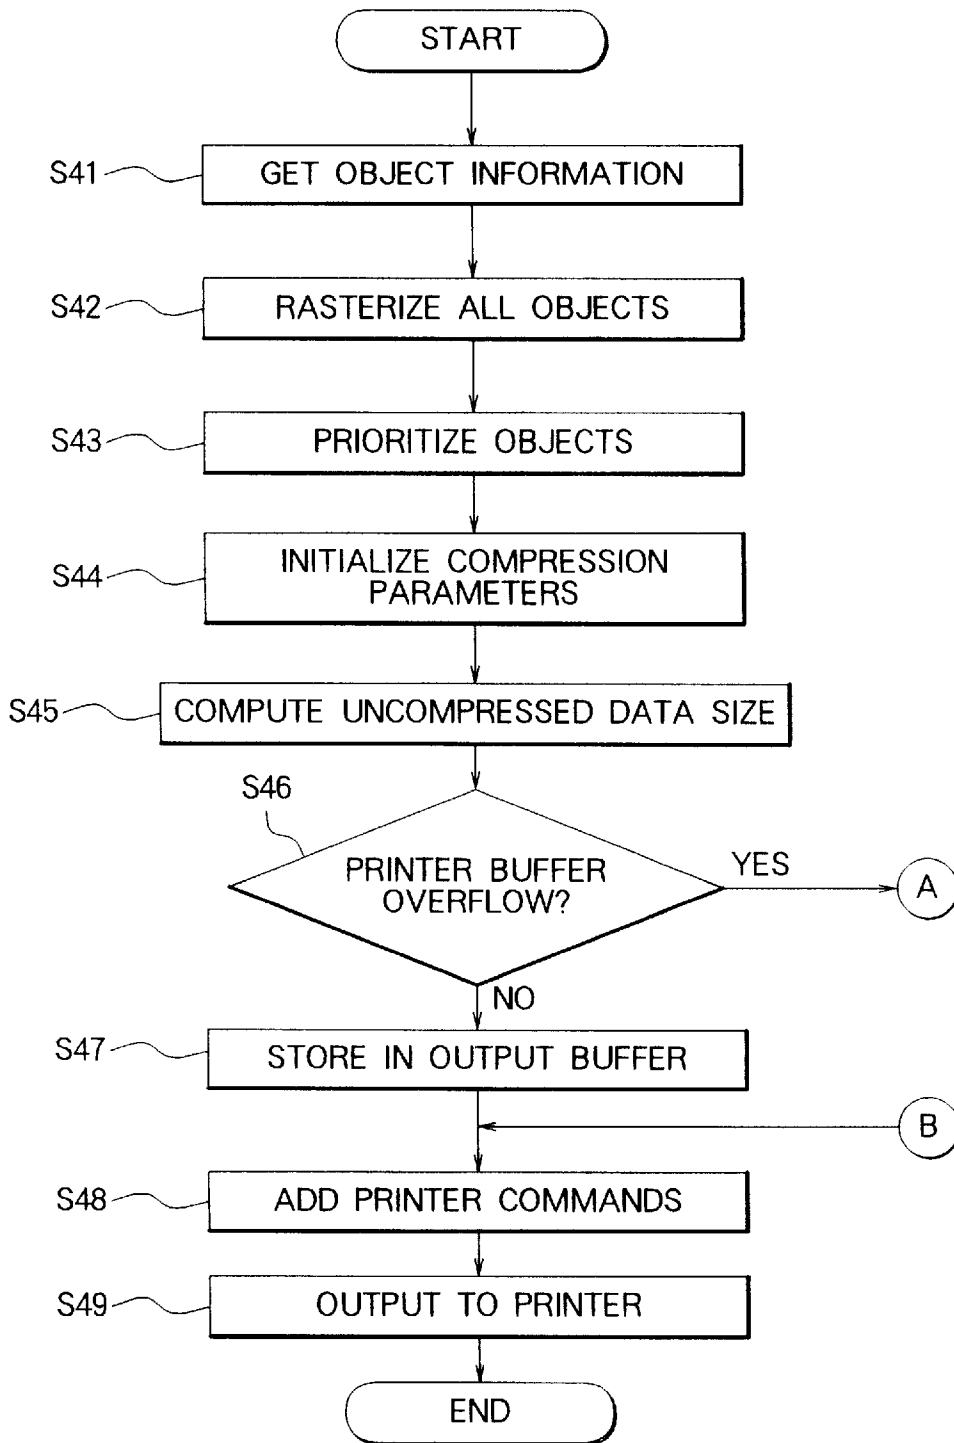 START
S41
GET OBJECT INFORMATION
S42
RASTERIZE ALL OBJECTS
S43
PRIORITIZE OBJECTS
S44
INITIALIZE COMPRESSION
PARAMETERS
S45
COMPUTE UNCOMPRESSED DATA SIZE
S46
PRINTER BUFFER
OVERFLOW?
YES
A
NO
S47
STORE IN OUTPUT BUFFER
B
S48
ADD PRINTER COMMANDS
S49
OUTPUT TO PRINTER
END